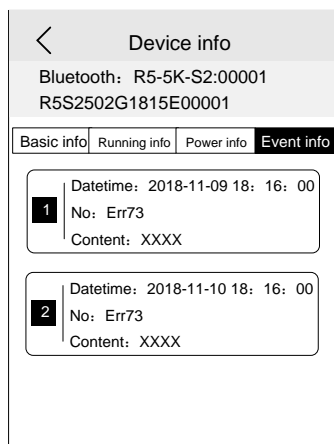 Device info
Bluetooth：R5-5K-S2:00001
R5S2502G1815E00001
Basic info Running info Power info Event info
Datetime：2018-11-09 18：16：00
1
No：Err73
Content：XXXX
Datetime：2018-11-10 18：16：00
2
No：Err73
Content：XXXX